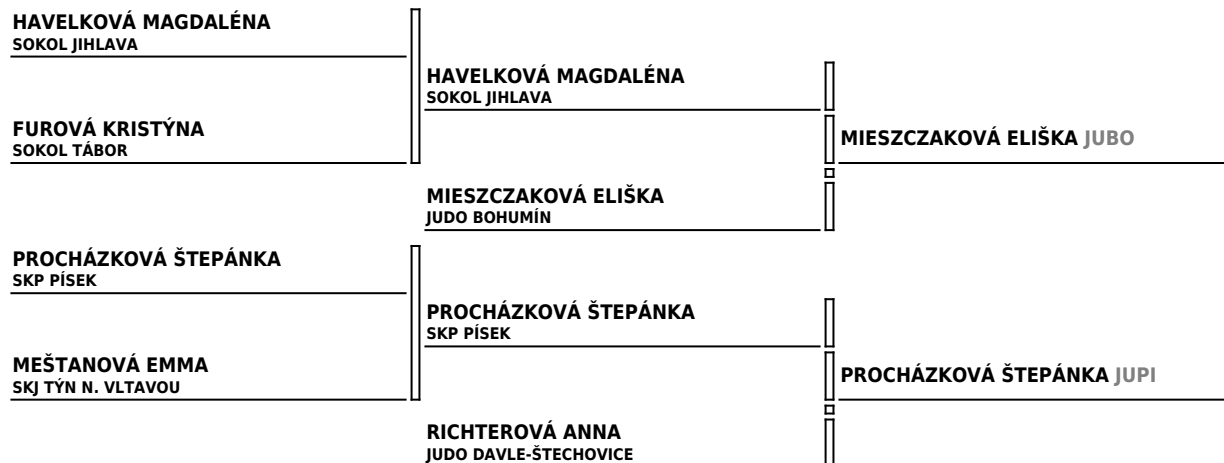 HAVELKOVÁ MAGDALÉNA
SOKOL JIHLAVA
FUROVÁ KRISTÝNA
SOKOL TÁBOR
HAVELKOVÁ MAGDALÉNA
SOKOL JIHLAVA
MIESZCZAKOVÁ ELIŠKA
JUDO BOHUMÍN
MIESZCZAKOVÁ ELIŠKA JUBO
PROCHÁZKOVÁ ŠTEPÁNKA
SKP PÍSEK
MEŠTANOVÁ EMMA
SKJ TÝN N. VLTAVOU
PROCHÁZKOVÁ ŠTEPÁNKA
SKP PÍSEK
RICHTEROVÁ ANNA
JUDO DAVLE-ŠTECHOVICE
PROCHÁZKOVÁ ŠTEPÁNKA JUPI